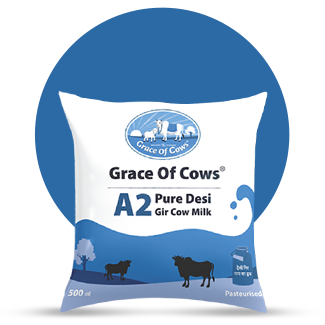 Grace Of Cows
Grace Of Cows®
A2 Pure Desi
Gir Cow Milk
500 ml
Pasteurised